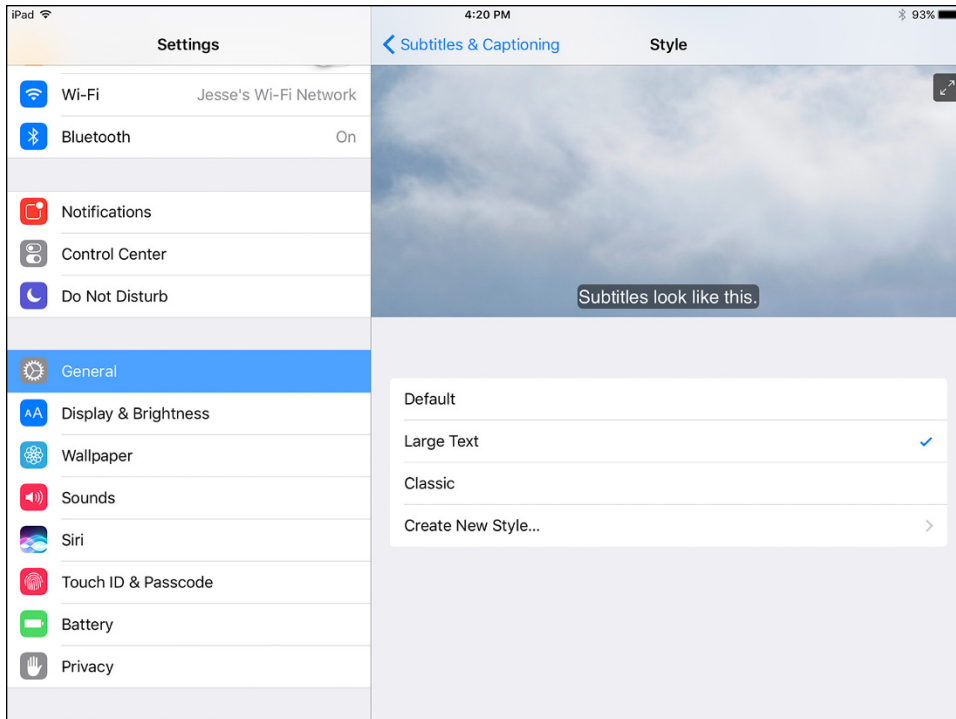 iPad
4:20 PM
93%
Settings
Subtitles & Captioning
Style
Wi-Fi
Jesse's Wi-Fi Network
Bluetooth
On
Notifications
Control Center
Do Not Disturb
General
AA Display & Brightness
Wallpaper
Sounds
Siri
Touch ID & Passcode
Battery
Privacy
Subtitles look like this.
Default
Large Text
Classic
Create New Style...